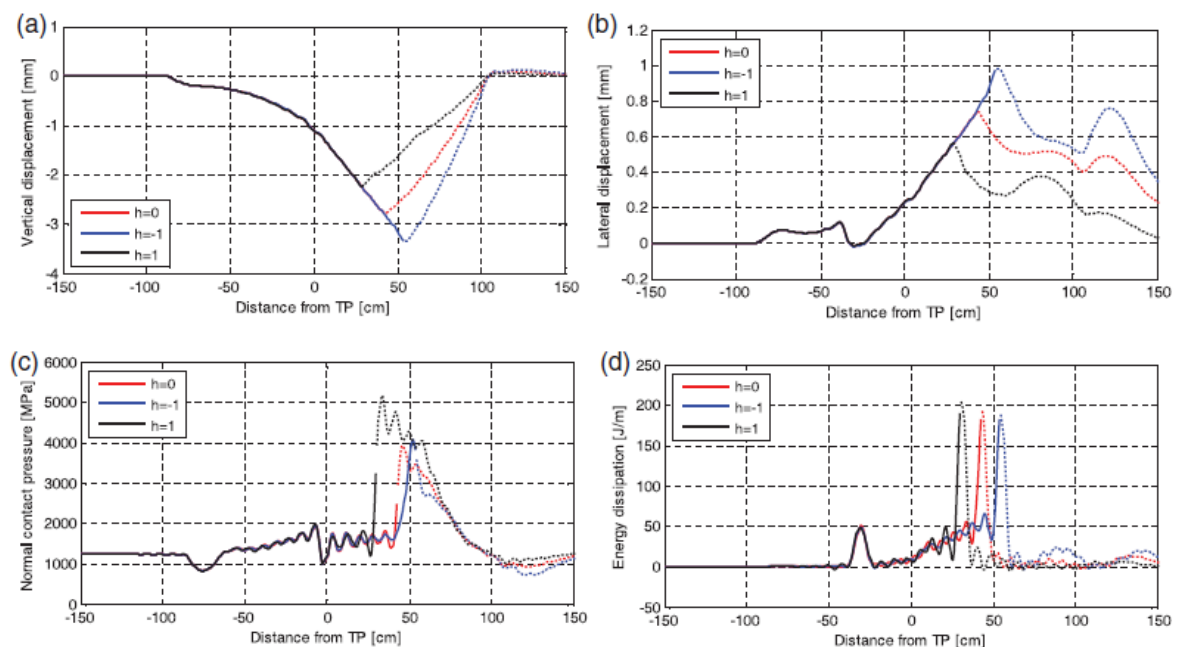 (a)
Vertical displacement [mm]
1
0
-1
-2
-3
-4
h=0
h=-1
h=1
-150 -100 -50 0 50 100 150
Distance from TP [cm]
(b)
Lateral displacement [mm]
1.2
1
0.8
0.6
0.4
0.2
0
-0.2
h=0
h=-1
h=1
-150 -100 -50 0 50 100 150
Distance from TP [cm]
(c)
Normal contact pressure [MPa]
6000
5000
4000
3000
2000
1000
0
h=0
h=-1
h=1
-150 -100 -50 0 50 100 150
Distance from TP [cm]
(d)
Energy dissipation [J/m]
250
200
150
100
50
0
-50
h=0
h=-1
h=1
-150 -100 -50 0 50 100 150
Distance from TP [cm]